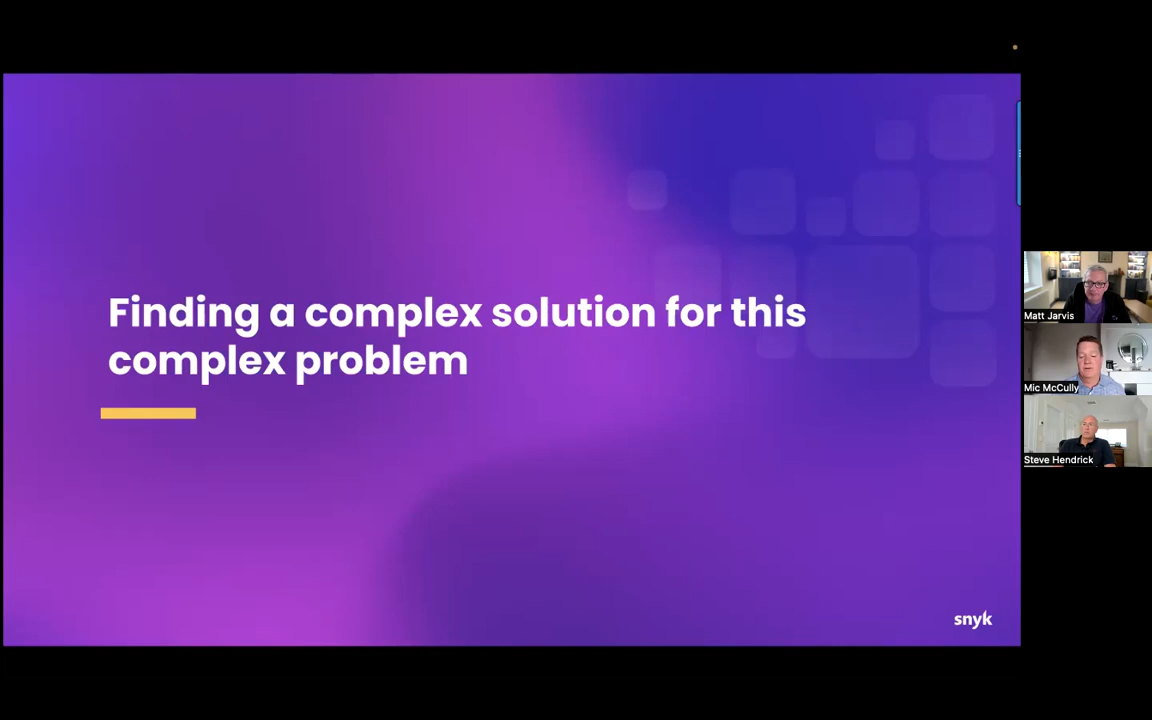 Finding a complex solution for this
complex problem
snyk
Matt Jarvis
Mic McCully
Steve Hendrick